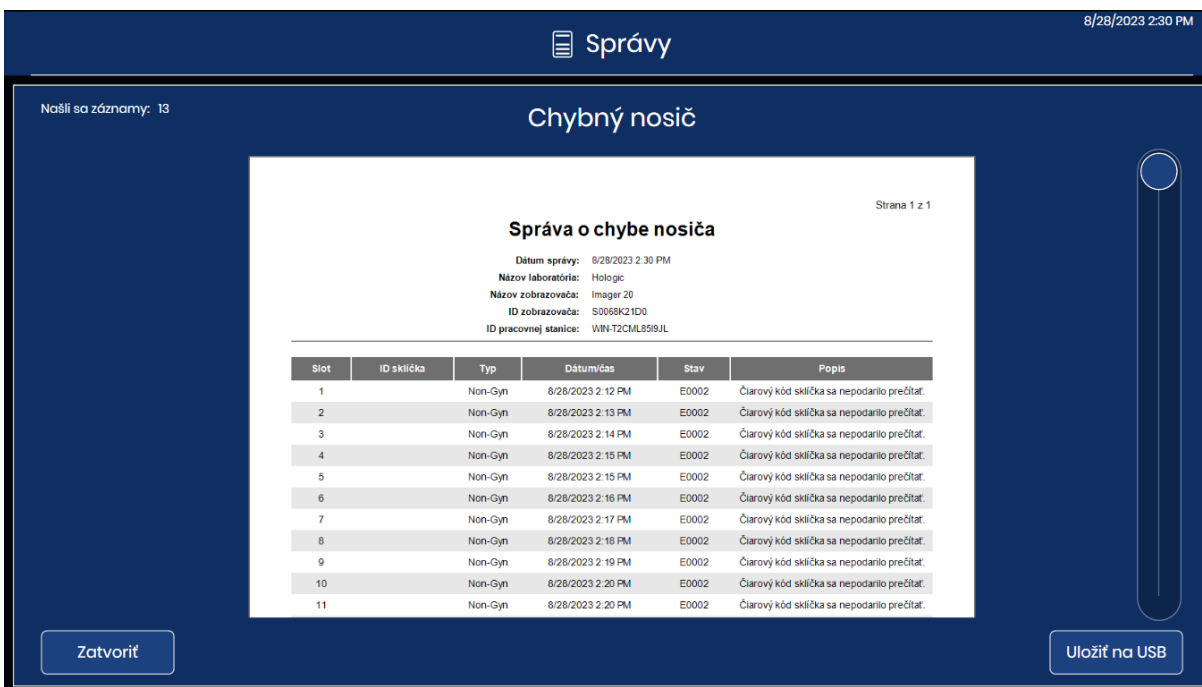 8/28/2023 2:30 PM
Správy
Našli sa záznamy: 13
Chybný nosič
Strana 1 z 1
Správa o chybe nosiča
Dátum správy: 8/28/2023 2:30 PM
Názov laboratória: Hologic
Názov zobrazovača: Imager 20
ID zobrazovača: S0068K21D0
ID pracovnej stanice: WIN-T2CML85I9JL
Slot ID sklíčka Typ Dátum/čas Stav Popis
1 Non-Gyn 8/28/2023 2:12 PM E0002 Čiarový kód sklíčka sa nepodarilo prečítať.
2 Non-Gyn 8/28/2023 2:13 PM E0002 Čiarový kód sklíčka sa nepodarilo prečítať.
3 Non-Gyn 8/28/2023 2:14 PM E0002 Čiarový kód sklíčka sa nepodarilo prečítať.
4 Non-Gyn 8/28/2023 2:15 PM E0002 Čiarový kód sklíčka sa nepodarilo prečítať.
5 Non-Gyn 8/28/2023 2:15 PM E0002 Čiarový kód sklíčka sa nepodarilo prečítať.
6 Non-Gyn 8/28/2023 2:16 PM E0002 Čiarový kód sklíčka sa nepodarilo prečítať.
7 Non-Gyn 8/28/2023 2:17 PM E0002 Čiarový kód sklíčka sa nepodarilo prečítať.
8 Non-Gyn 8/28/2023 2:18 PM E0002 Čiarový kód sklíčka sa nepodarilo prečítať.
9 Non-Gyn 8/28/2023 2:19 PM E0002 Čiarový kód sklíčka sa nepodarilo prečítať.
10 Non-Gyn 8/28/2023 2:20 PM E0002 Čiarový kód sklíčka sa nepodarilo prečítať.
11 Non-Gyn 8/28/2023 2:20 PM E0002 Čiarový kód sklíčka sa nepodarilo prečítať.
Zatvoriť
Uložiť na USB